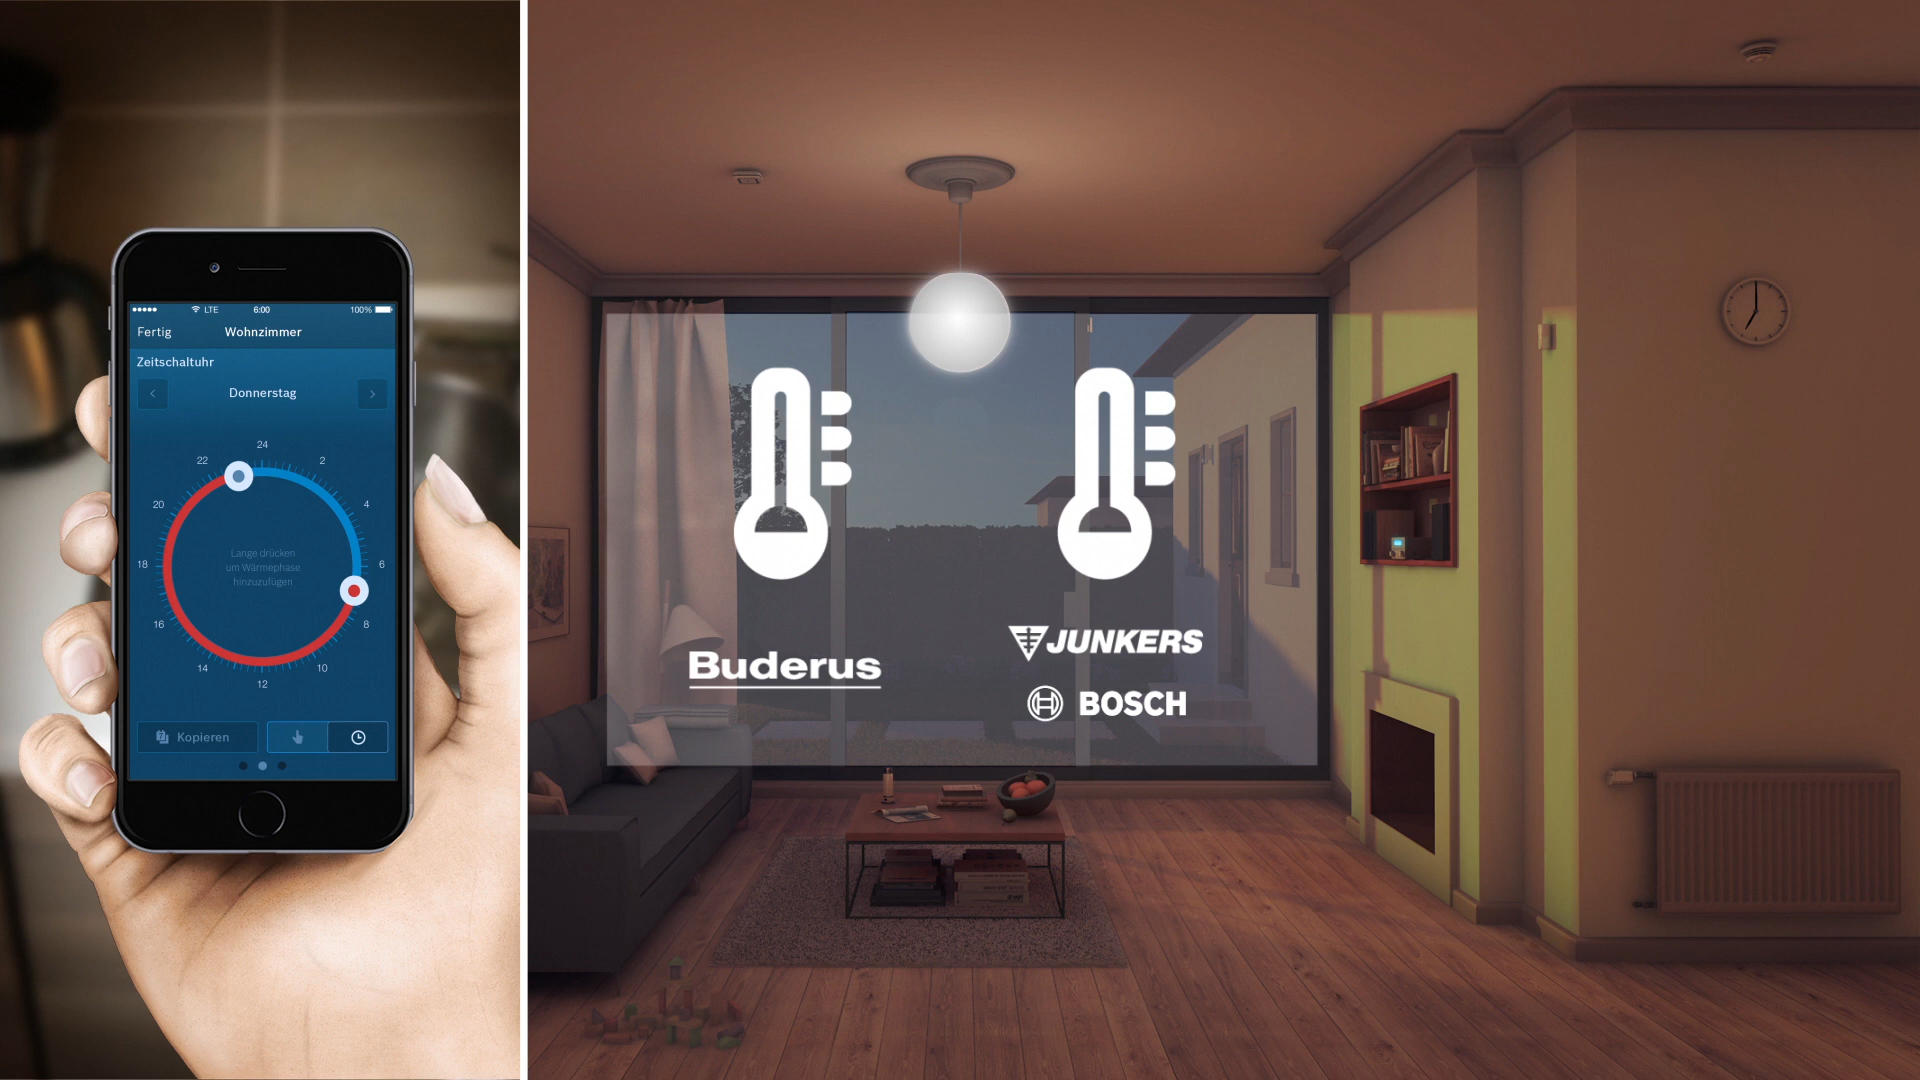 LTE 6:00 100%
Fertig Wohnzimmer
Zeitschaltuhr
Donnerstag
24
22 2
20 4
Lange drücken
18 um Wärmephase 6
hinzuzufügen
16 8
14 10
12
7 Kopieren
Buderus
JUNKERS
BOSCH